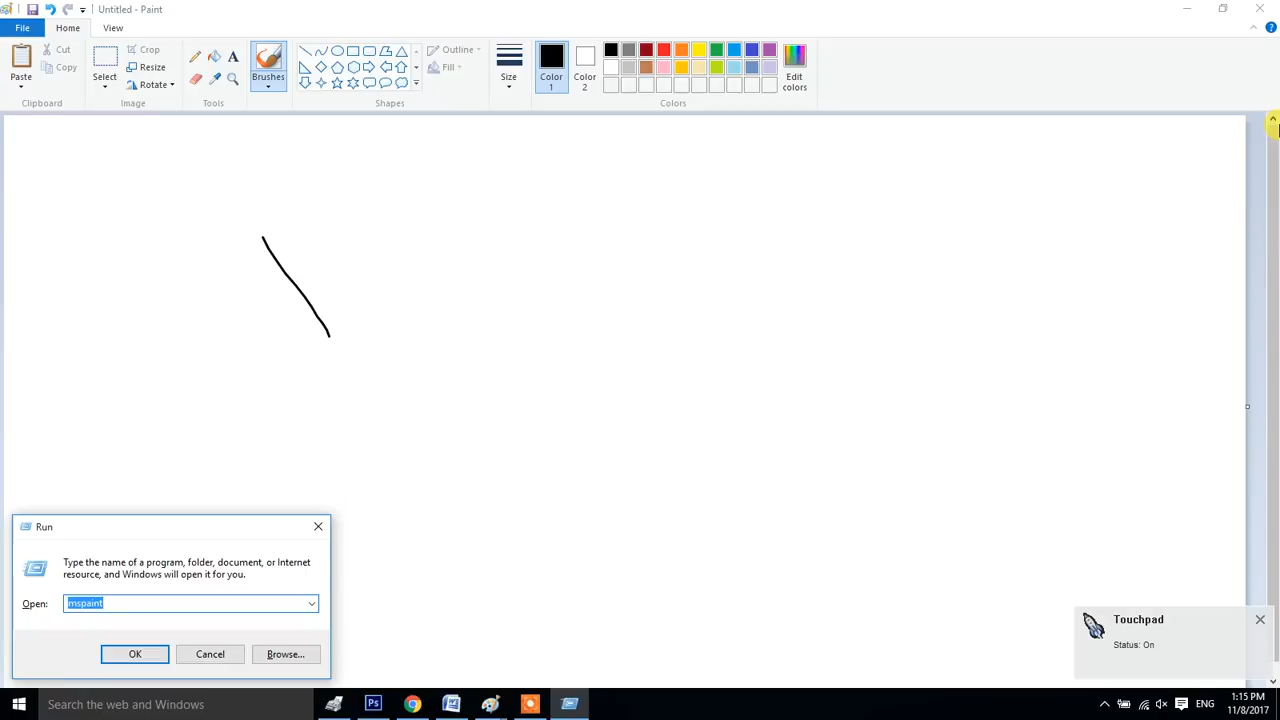 Untitled - Paint
File
Home
View
Paste
Cut
Copy
Clipboard
Select
Crop
Resize
Rotate
Image
A
Tools
Brushes
Outline
Fill
Shapes
Size
Color
1
Color
2
Edit
colors
Colors
Run
Type the name of a program, folder, document, or Internet
resource, and Windows will open it for you.
Open: mspaint
OK
Cancel
Browse...
Touchpad
Status: On
Search the web and Windows
Ps
W
ENG
1:15 PM
11/8/2017